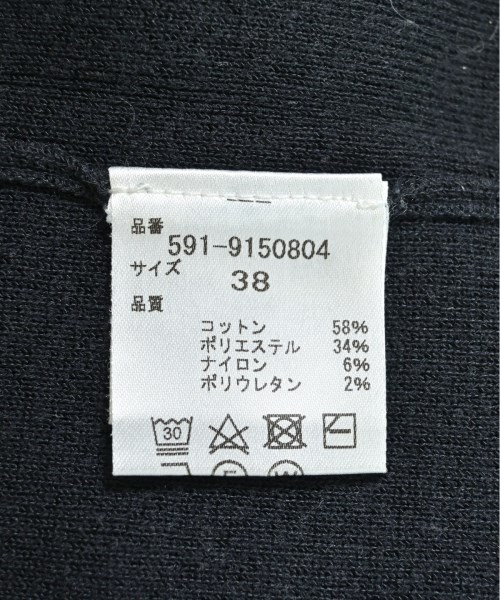 品番
591-9150804
サイズ
38
品質
コットン 58%
ポリエステル 34%
ナイロン 6%
ポリウレタン 2%
30